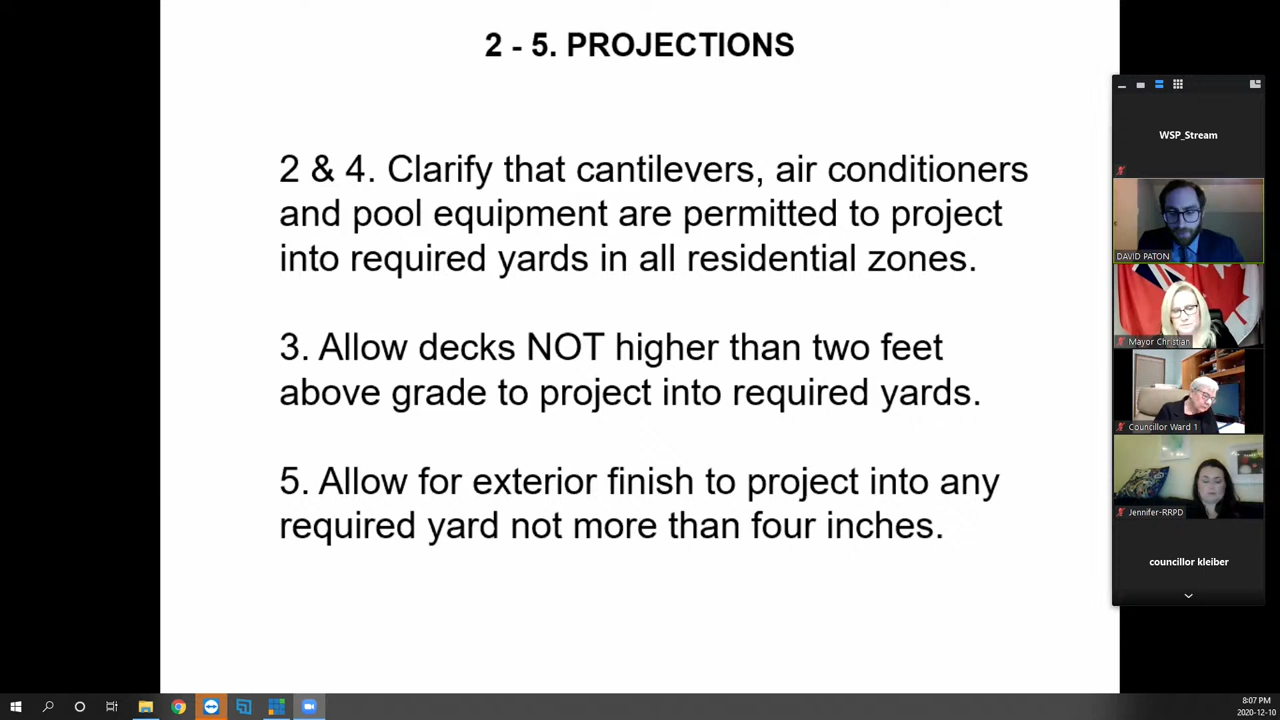 2 - 5. PROJECTIONS
2 & 4. Clarify that cantilevers, air conditioners
and pool equipment are permitted to project
into required yards in all residential zones.
3. Allow decks NOT higher than two feet
above grade to project into required yards.
5. Allow for exterior finish to project into any
required yard not more than four inches.
WSP_Stream
DAVID PATON
Mayor Christian
Councillor Ward 1
Jennifer-RRPD
councillor kleiber
8:07 PM
2020-12-10